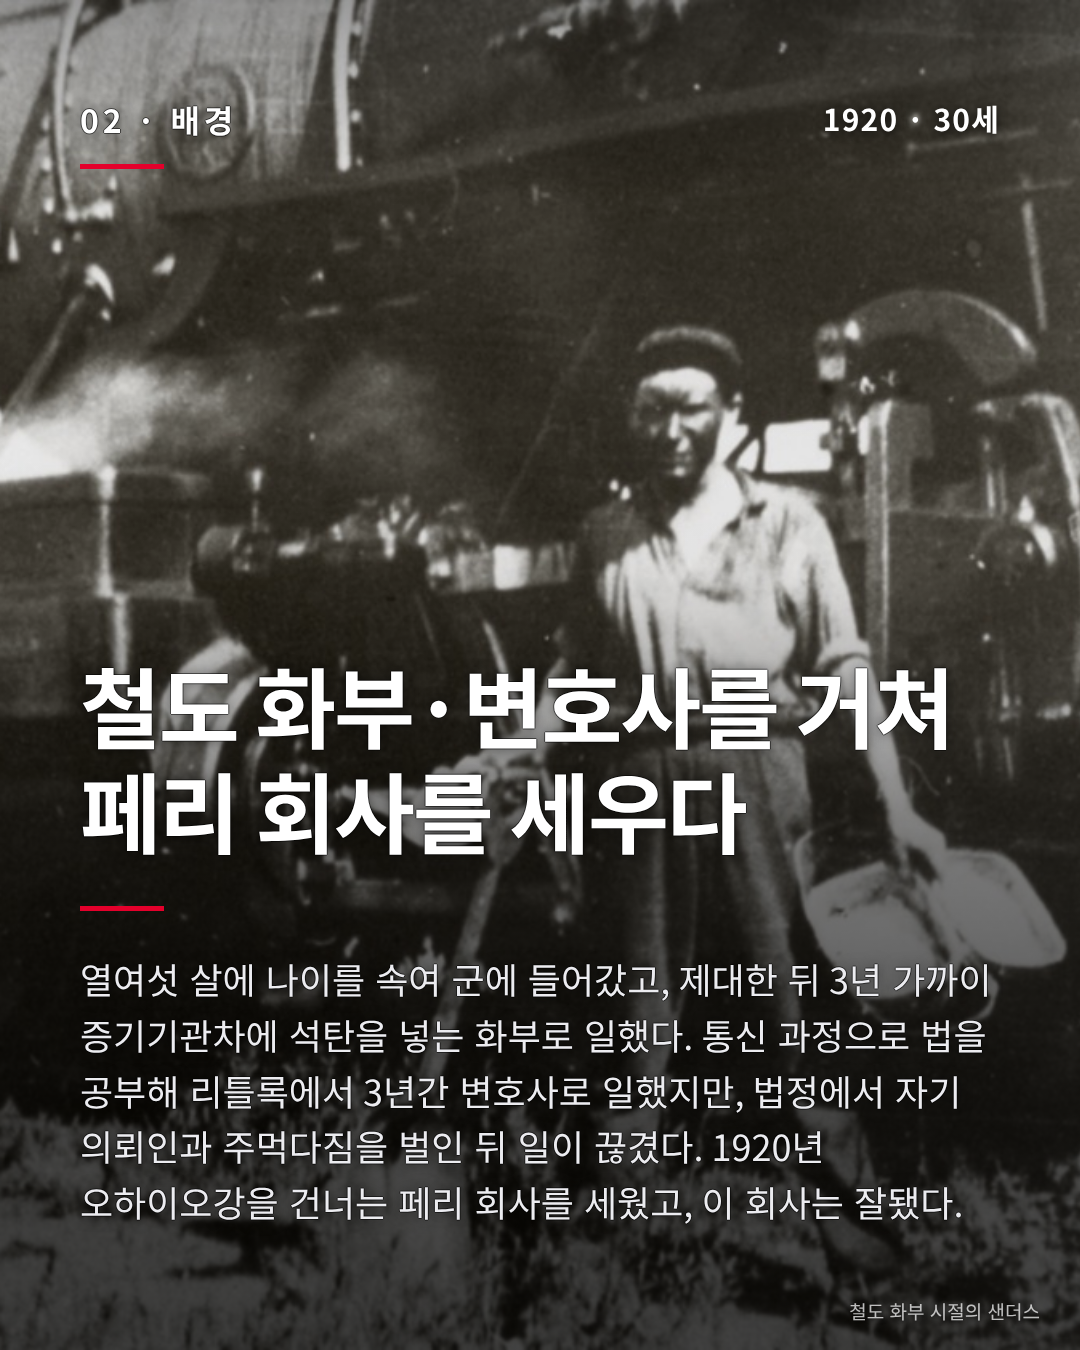 02 · 배경
1920 · 30세
철도 화부·변호사를 거쳐
페리 회사를 세우다
열여섯 살에 나이를 속여 군에 들어갔고, 제대한 뒤 3년 가까이
증기기관차에 석탄을 넣는 화부로 일했다. 통신 과정으로 법을
공부해 리틀록에서 3년간 변호사로 일했지만, 법정에서 자기
의뢰인과 주먹다짐을 벌인 뒤 일이 끊겼다. 1920년
오하이오강을 건너는 페리 회사를 세웠고, 이 회사는 잘됐다.
철도 화부 시절의 샌더스